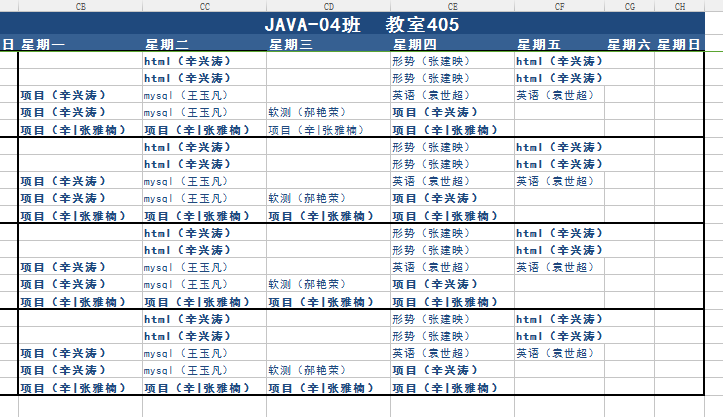 CB CC CD CE CF CG CH
JAVA-04班 教室405
日 星期一 星期二 星期三 星期四 星期五 星期六 星期日
html（辛兴涛） 形势（张建映） html（辛兴涛）
html（辛兴涛） 形势（张建映） html（辛兴涛）
项目（辛兴涛） mysql（王玉凡） 英语（袁世超） 英语（袁世超）
项目（辛兴涛） mysql（王玉凡） 软测（郝艳荣） 项目（辛兴涛）
项目（辛|张雅楠） 项目（辛|张雅楠） 项目（辛|张雅楠） 项目（辛|张雅楠）
html（辛兴涛） 形势（张建映） html（辛兴涛）
html（辛兴涛） 形势（张建映） html（辛兴涛）
项目（辛兴涛） mysql（王玉凡） 英语（袁世超） 英语（袁世超）
项目（辛兴涛） mysql（王玉凡） 软测（郝艳荣） 项目（辛兴涛）
项目（辛|张雅楠） 项目（辛|张雅楠） 项目（辛|张雅楠） 项目（辛|张雅楠）
html（辛兴涛） 形势（张建映） html（辛兴涛）
html（辛兴涛） 形势（张建映） html（辛兴涛）
项目（辛兴涛） mysql（王玉凡） 英语（袁世超） 英语（袁世超）
项目（辛兴涛） mysql（王玉凡） 软测（郝艳荣） 项目（辛兴涛）
项目（辛|张雅楠） 项目（辛|张雅楠） 项目（辛|张雅楠） 项目（辛|张雅楠）
html（辛兴涛） 形势（张建映） html（辛兴涛）
html（辛兴涛） 形势（张建映） html（辛兴涛）
项目（辛兴涛） mysql（王玉凡） 英语（袁世超） 英语（袁世超）
项目（辛兴涛） mysql（王玉凡） 软测（郝艳荣） 项目（辛兴涛）
项目（辛|张雅楠） 项目（辛|张雅楠） 项目（辛|张雅楠） 项目（辛|张雅楠）